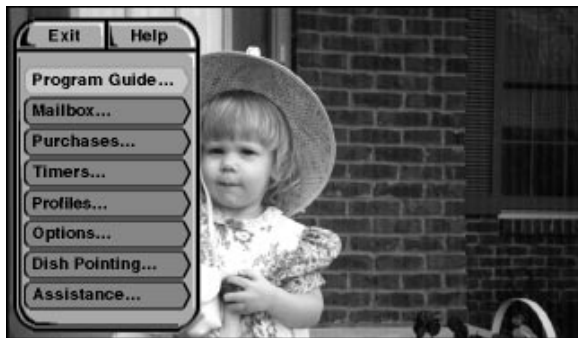 Exit Help
Program Guide...
Mailbox...
Purchases...
Timers...
Profiles...
Options...
Dish Pointing...
Assistance...